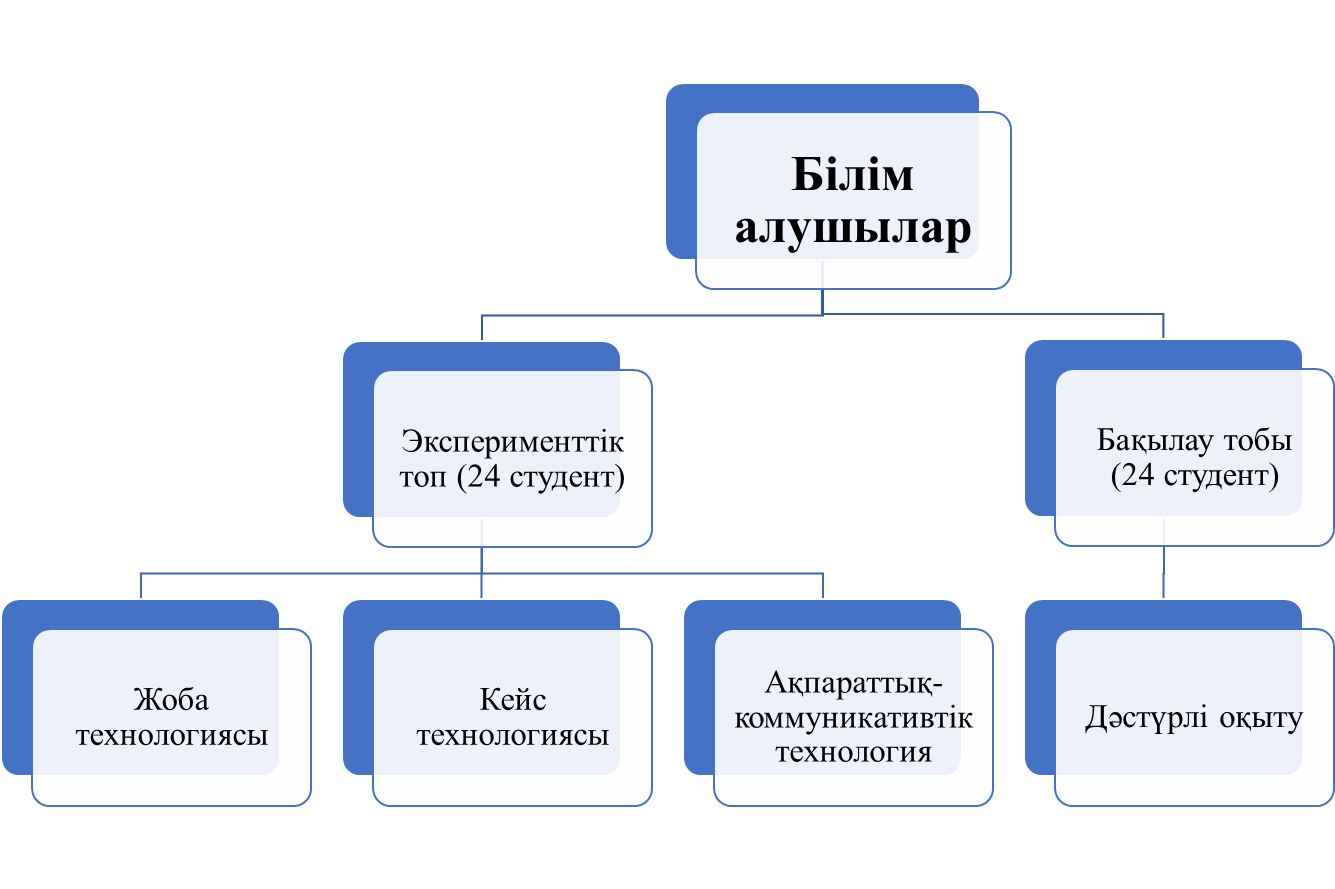 Білім
алушылар
Эксперименттік
топ (24 студент)
Бақылау тобы
(24 студент)
Жоба
технологиясы
Кейс
технологиясы
Ақпараттық-
коммуникативтік
технология
Дәстүрлі оқыту